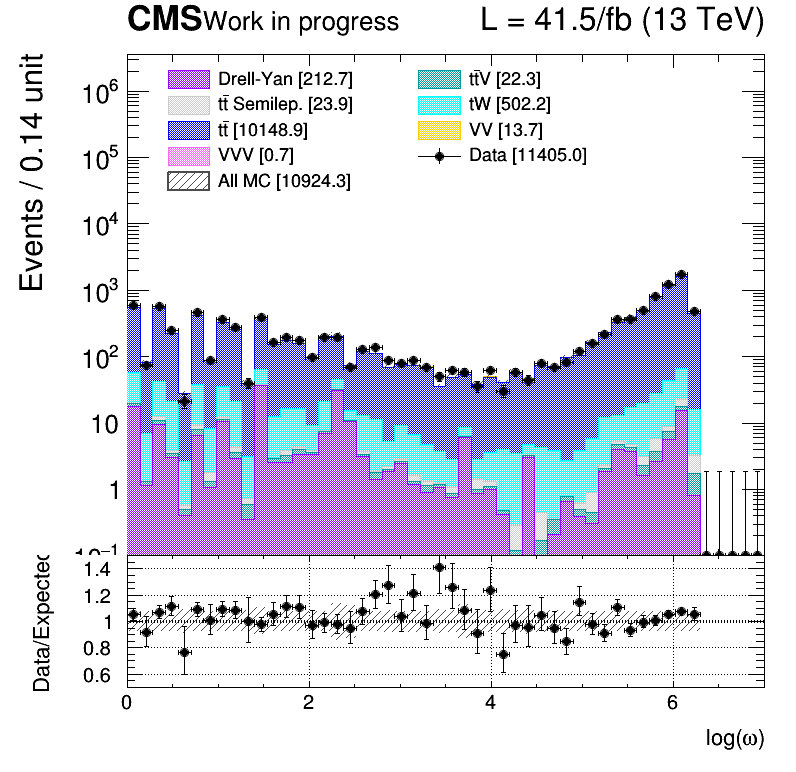 CMS Work in progress L = 41.5/fb (13 TeV)
Events / 0.14 unit
Drell-Yan [212.7]
tt̄ Semilep. [23.9]
tt̄ [10148.9]
VVV [0.7]
All MC [10924.3]
tt̄V [22.3]
tW [502.2]
VV [13.7]
Data [11405.0]
10⁶
10⁵
10⁴
10³
10²
10
1
10⁻¹
Data/Expected
1.4
1.2
1
0.8
0.6
0 2 4 6
log(ω)